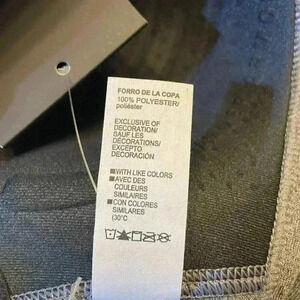 FORRO DE LA COPA
100% POLYESTER/
poliéster
EXCLUSIVE OF
DECORATION/
SAUF LES
DÉCORATIONS/
EXCEPTO
DECORACIÓN
■WITH LIKE COLORS
■AVEC DES
COULEURS
SIMILAIRES
■CON COLORES
SIMILARES
(30°C